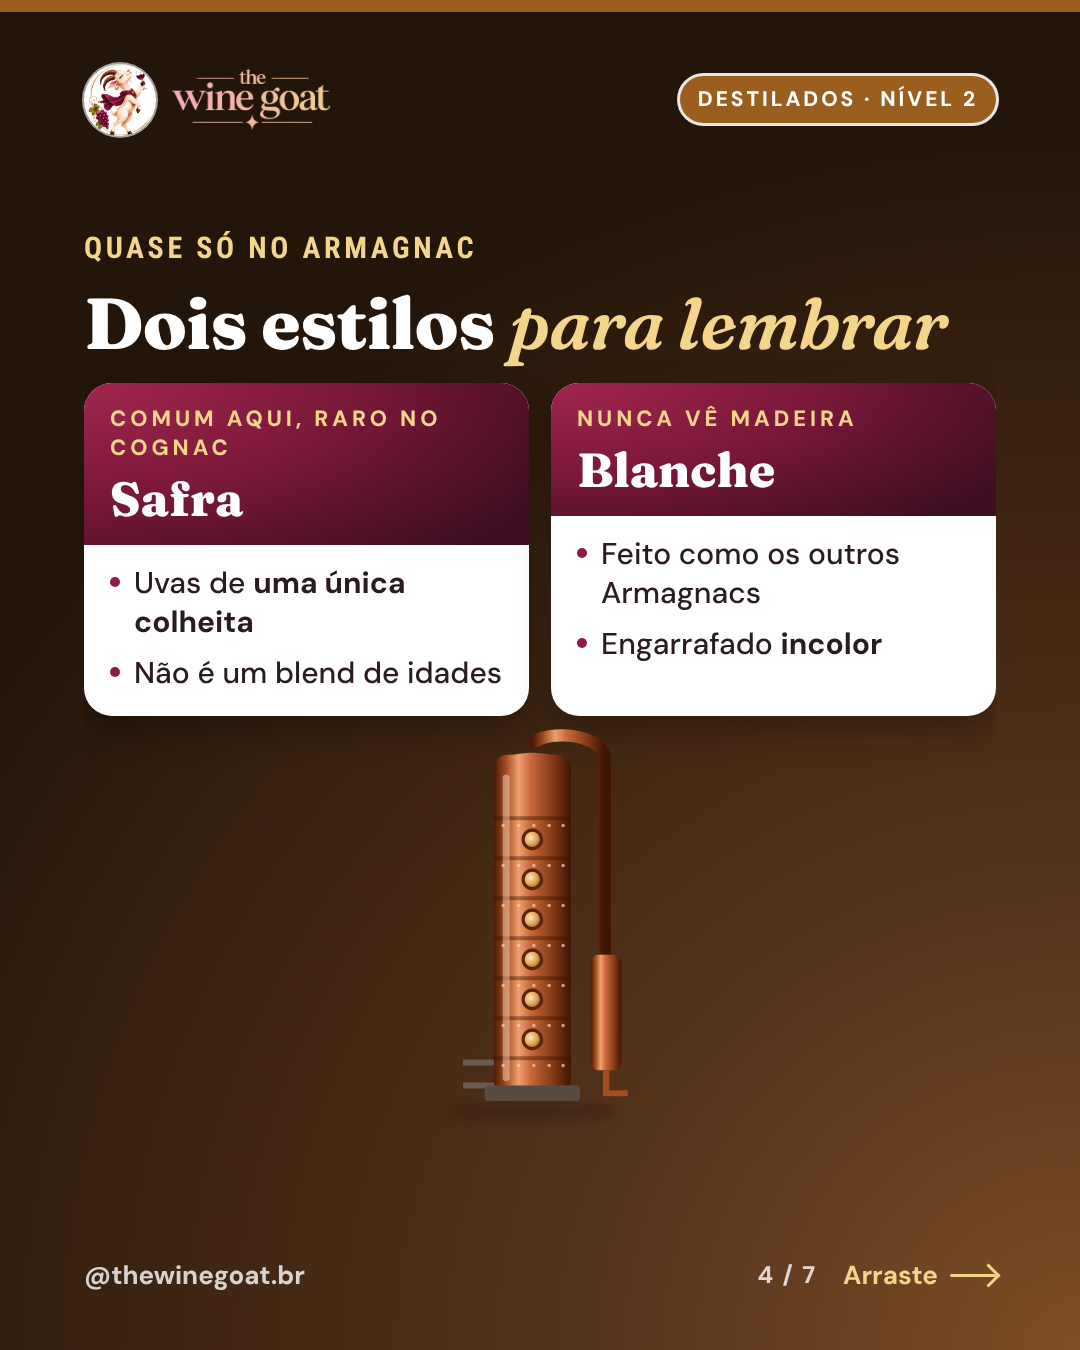 the
wine goat
DESTILADOS · NÍVEL 2
QUASE SÓ NO ARMAGNAC
Dois estilos para lembrar
COMUM AQUI, RARO NO
COGNAC
Safra
Uvas de uma única
colheita
Não é um blend de idades
NUNCA VÊ MADEIRA
Blanche
Feito como os outros
Armagnacs
Engarrafado incolor
@thewinegoat.br
4 / 7
Arraste